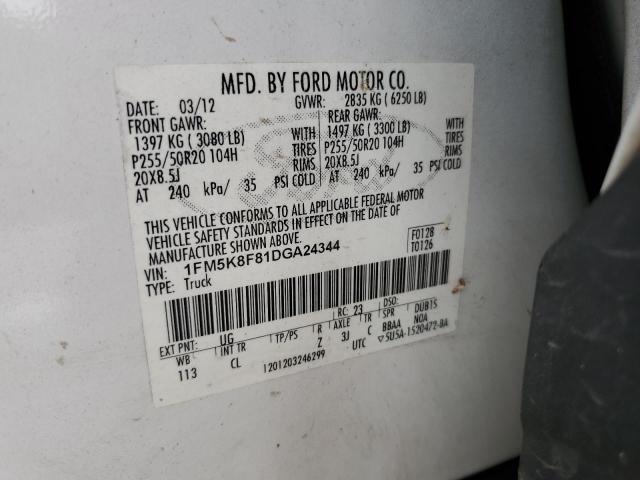 MFD. BY FORD MOTOR CO.
DATE: 03/12 GVWR: 2835 KG ( 6250 LB)
FRONT GAWR: REAR GAWR:
1397 KG ( 3080 LB) WITH 1497 KG ( 3300 LB) WITH
P255/50R20 104H TIRES P255/50R20 104H TIRES
20X8.5J RIMS 20X8.5J RIMS
AT 240 kPa/ 35 PSI COLD AT 240 kPa/ 35 PSI COLD
Ford
THIS VEHICLE CONFORMS TO ALL APPLICABLE FEDERAL MOTOR
VEHICLE SAFETY STANDARDS IN EFFECT ON THE DATE OF
MANUFACTURE SHOWN ABOVE.
VIN: 1FM5K8F81DGA24344 F0128
TYPE: Truck T0126
EXT PNT: UG RC: 23 DSO:
WB INT TR TP/PS R AXLE TR SPR DUB1S
113 CL Z 3J C BBAA NOA
1201203246299 UTC ▽5U5A-1520472-BA